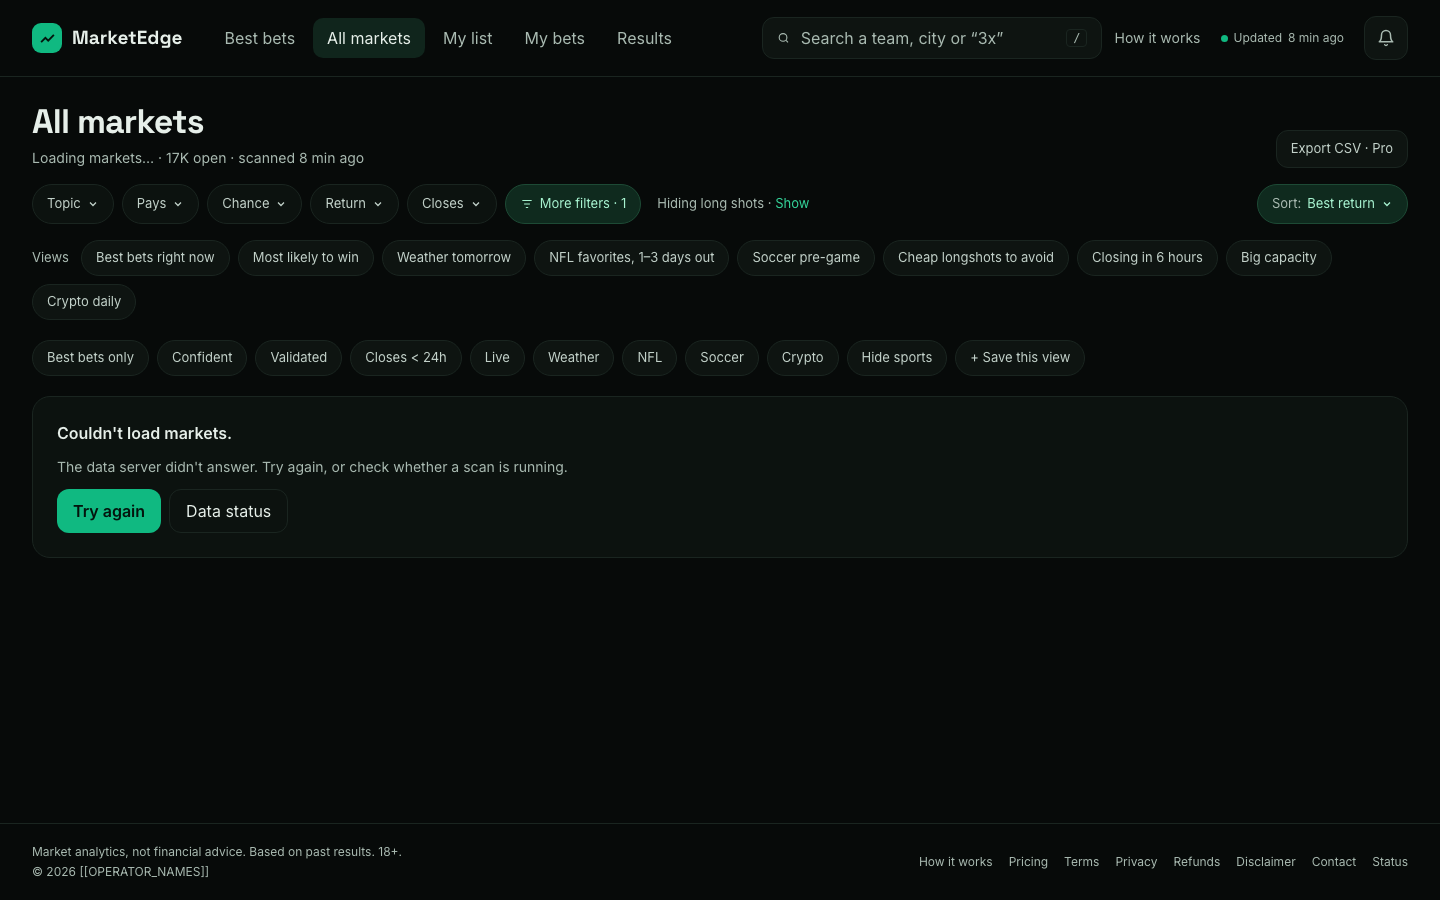 MarketEdge
Best bets
All markets
My list
My bets
Results
Search a team, city or “3x”
/
How it works
Updated 8 min ago
All markets
Loading markets... · 17K open · scanned 8 min ago
Export CSV · Pro
Topic
Pays
Chance
Return
Closes
More filters · 1
Hiding long shots · Show
Sort: Best return
Views
Best bets right now
Most likely to win
Weather tomorrow
NFL favorites, 1–3 days out
Soccer pre-game
Cheap longshots to avoid
Closing in 6 hours
Big capacity
Crypto daily
Best bets only
Confident
Validated
Closes < 24h
Live
Weather
NFL
Soccer
Crypto
Hide sports
+ Save this view
Couldn't load markets.
The data server didn't answer. Try again, or check whether a scan is running.
Try again
Data status
Market analytics, not financial advice. Based on past results. 18+.
© 2026 [[OPERATOR_NAMES]]
How it works
Pricing
Terms
Privacy
Refunds
Disclaimer
Contact
Status